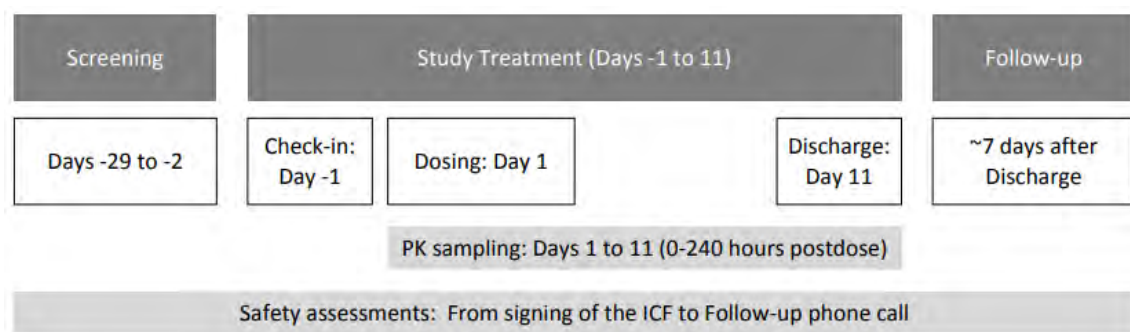 Screening
Study Treatment (Days -1 to 11)
Follow-up
Days -29 to -2
Check-in:
Day -1
Dosing: Day 1
Discharge:
Day 11
~7 days after
Discharge
PK sampling: Days 1 to 11 (0-240 hours postdose)
Safety assessments: From signing of the ICF to Follow-up phone call